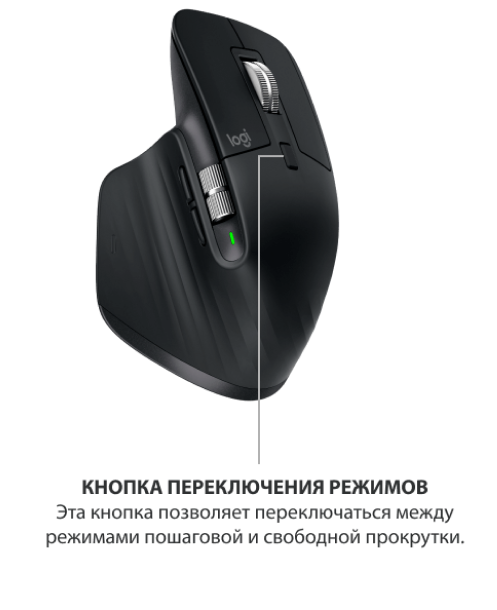 logi
КНОПКА ПЕРЕКЛЮЧЕНИЯ РЕЖИМОВ
Эта кнопка позволяет переключаться между
режимами пошаговой и свободной прокрутки.